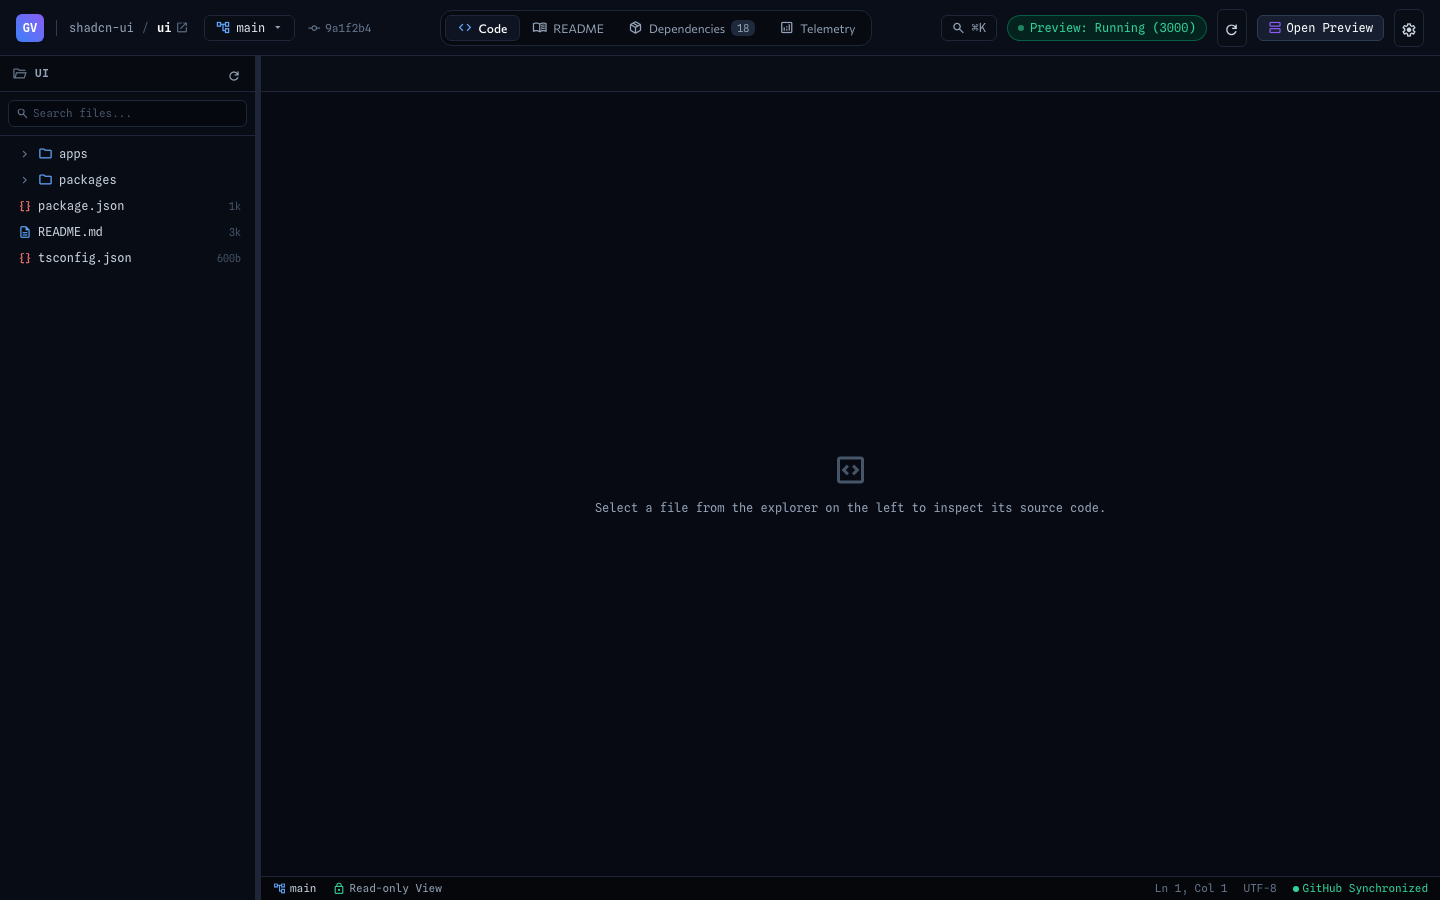 GV shadcn-ui / ui main 9a1f2b4 Code README Dependencies 18 Telemetry ⌘K Preview: Running (3000) Open Preview
UI
Search files...
apps
packages
{} package.json 1k
README.md 3k
{} tsconfig.json 600b
Select a file from the explorer on the left to inspect its source code.
main Read-only View Ln 1, Col 1 UTF-8 GitHub Synchronized